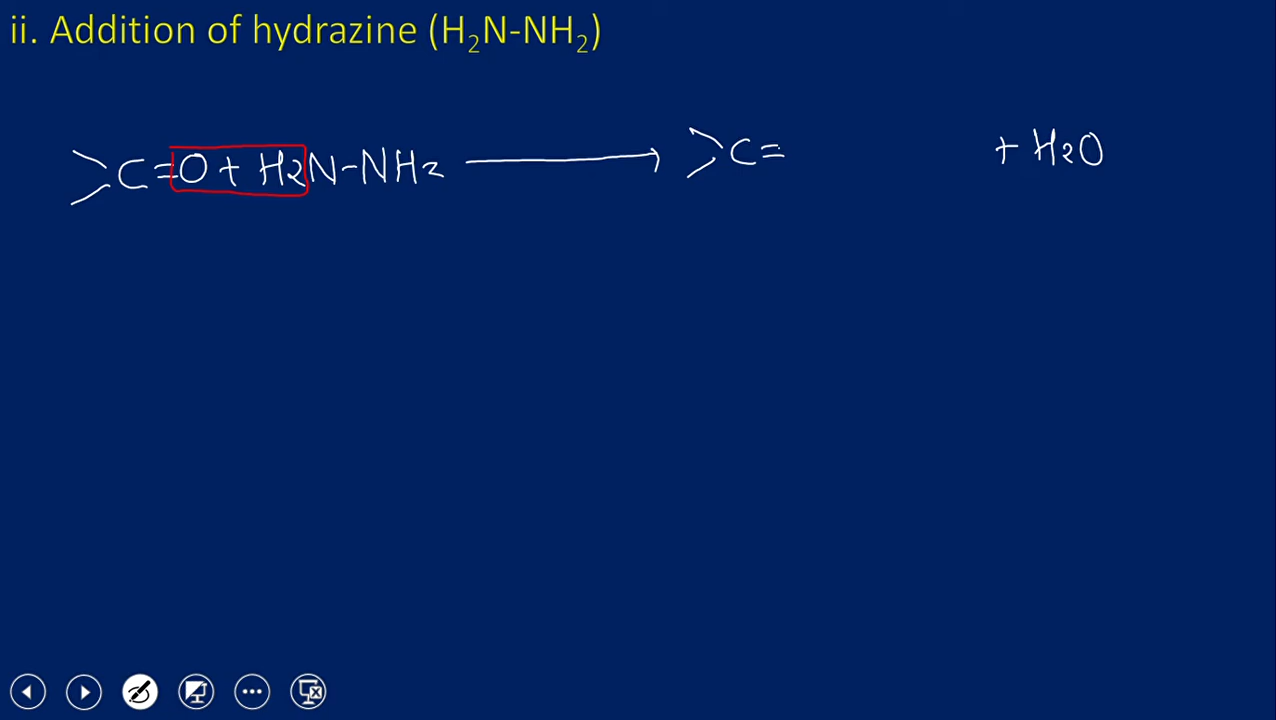 ii. Addition of hydrazine (H₂N-NH₂)
>C=O + H2N-NH2 ⟶ >C= + H2O